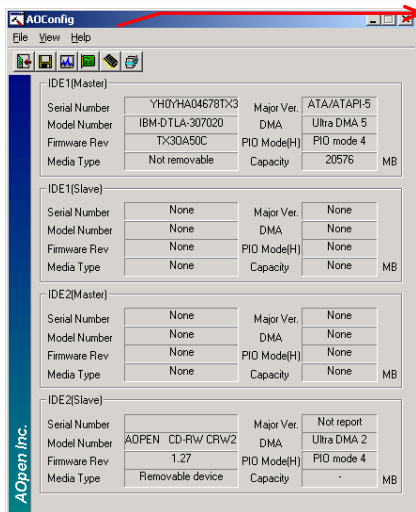 AOConfig
File View Help
IDE1(Master)
Serial Number YH0YHA04678TX3 Major Ver. ATA/ATAPI-5
Model Number IBM-DTLA-307020 DMA Ultra DMA 5
Firmware Rev TX3OA50C PIO Mode(H) PIO mode 4
Media Type Not removable Capacity 20576 MB
IDE1(Slave)
Serial Number None Major Ver. None
Model Number None DMA None
Firmware Rev None PIO Mode(H) None
Media Type None Capacity None MB
IDE2(Master)
Serial Number None Major Ver. None
Model Number None DMA None
Firmware Rev None PIO Mode(H) None
Media Type None Capacity None MB
IDE2(Slave)
Serial Number Major Ver. Not report
Model Number AOPEN CD-RW CRW2 DMA Ultra DMA 2
Firmware Rev 1.27 PIO Mode(H) PIO mode 4
Media Type Removable device Capacity - MB
AOpen Inc.